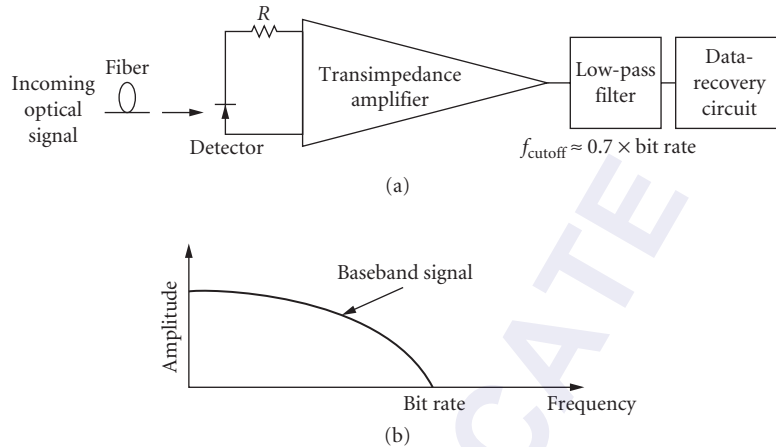 R
Incoming
optical
signal
Fiber
Detector
Transimpedance
amplifier
Low-pass
filter
Data-
recovery
circuit
f_cutoff ≈ 0.7 × bit rate
(a)
Amplitude
Baseband signal
Bit rate
Frequency
(b)
CATE